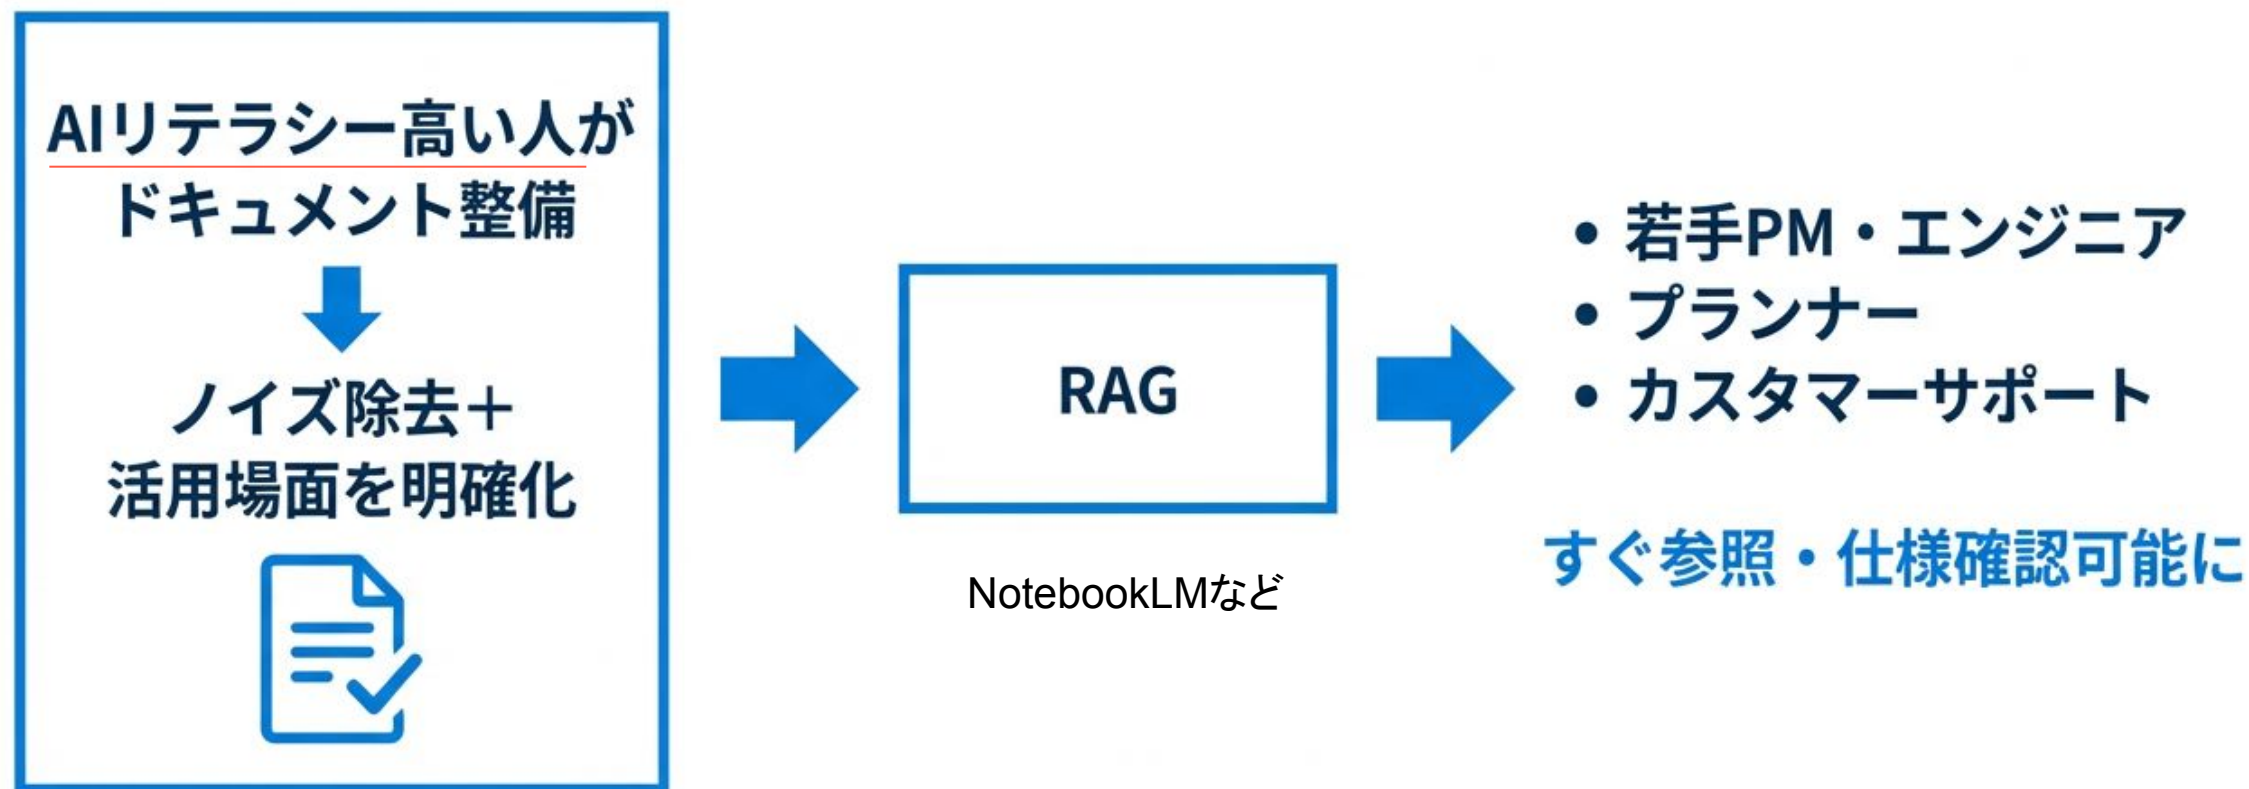 AIリテラシー高い人が
ドキュメント整備
ノイズ除去＋
活用場面を明確化
RAG
NotebookLMなど
• 若手PM・エンジニア
• プランナー
• カスタマーサポート
すぐ参照・仕様確認可能に